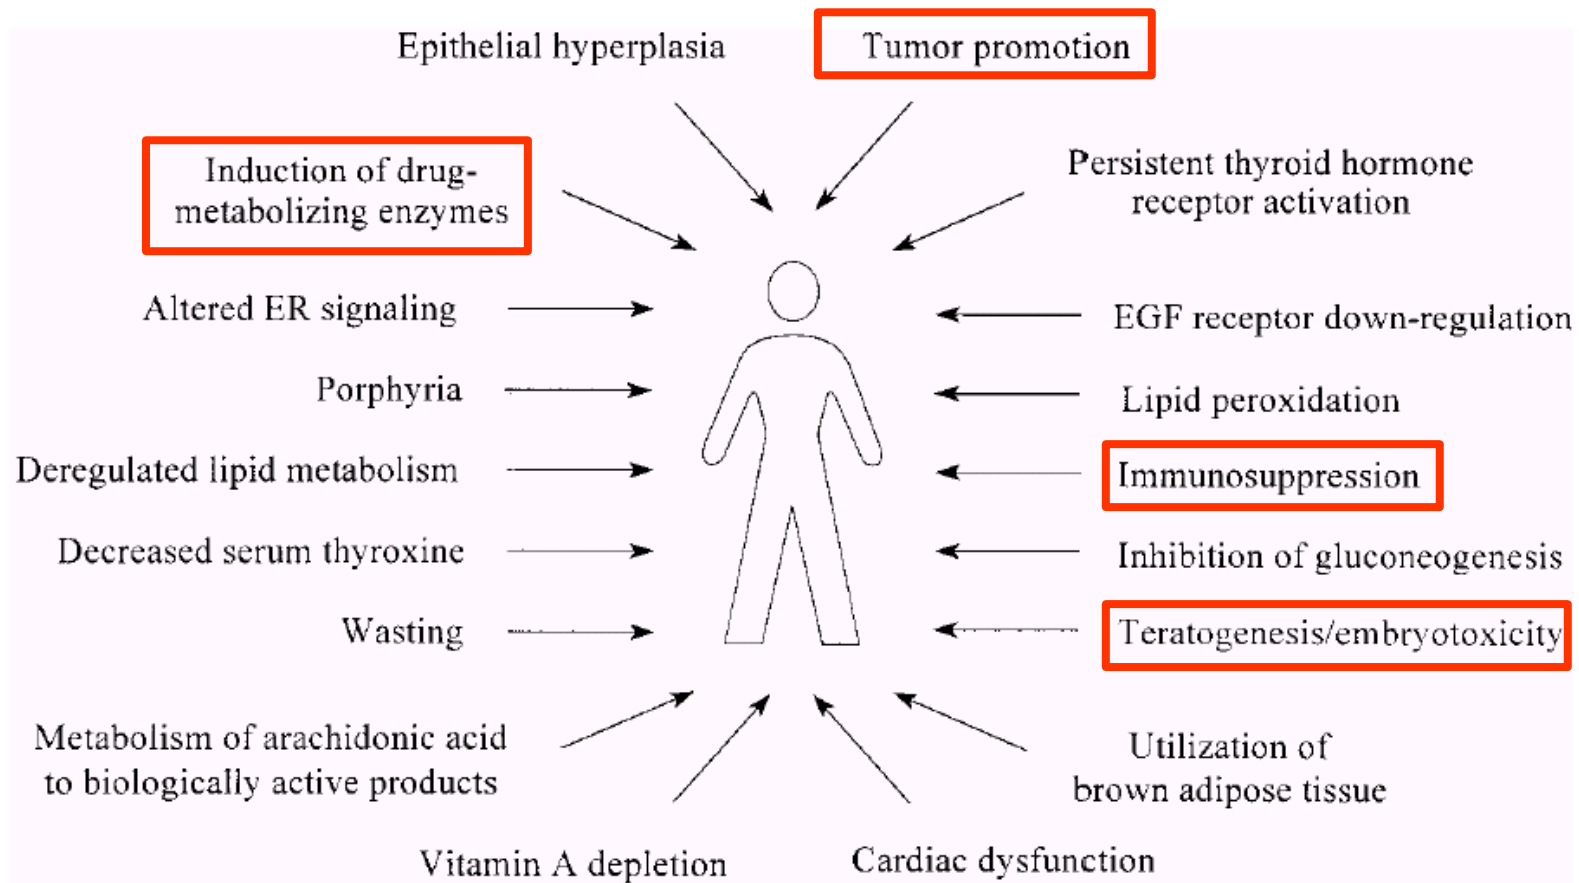 Epithelial hyperplasia
Tumor promotion
Induction of drug-
metabolizing enzymes
Persistent thyroid hormone
receptor activation
Altered ER signaling
EGF receptor down-regulation
Porphyria
Lipid peroxidation
Deregulated lipid metabolism
Immunosuppression
Decreased serum thyroxine
Inhibition of gluconeogenesis
Wasting
Teratogenesis/embryotoxicity
Metabolism of arachidonic acid
to biologically active products
Utilization of
brown adipose tissue
Vitamin A depletion
Cardiac dysfunction